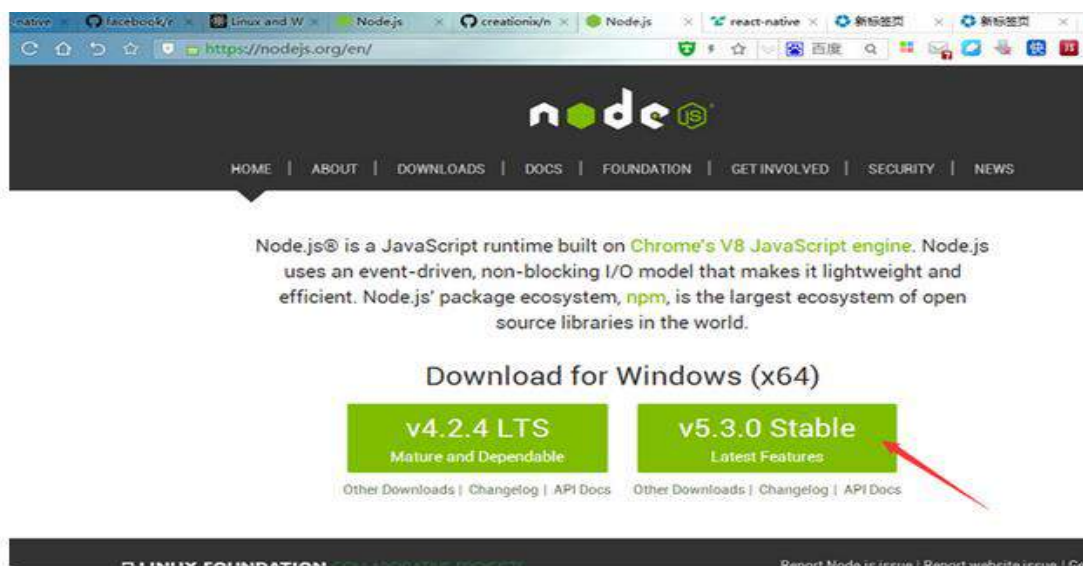 -native facebook/r Linux and W Node.js creationix/n Node.js react-native 新标签页 新标签页
https://nodejs.org/en/ 百度
node JS
HOME | ABOUT | DOWNLOADS | DOCS | FOUNDATION | GET INVOLVED | SECURITY | NEWS
Node.js® is a JavaScript runtime built on Chrome's V8 JavaScript engine. Node.js
uses an event-driven, non-blocking I/O model that makes it lightweight and
efficient. Node.js' package ecosystem, npm, is the largest ecosystem of open
source libraries in the world.
Download for Windows (x64)
v4.2.4 LTS
Mature and Dependable
v5.3.0 Stable
Latest Features
Other Downloads | Changelog | API Docs
Other Downloads | Changelog | API Docs
LINUX FOUNDATION
Report Node.js issue | Report website issue |